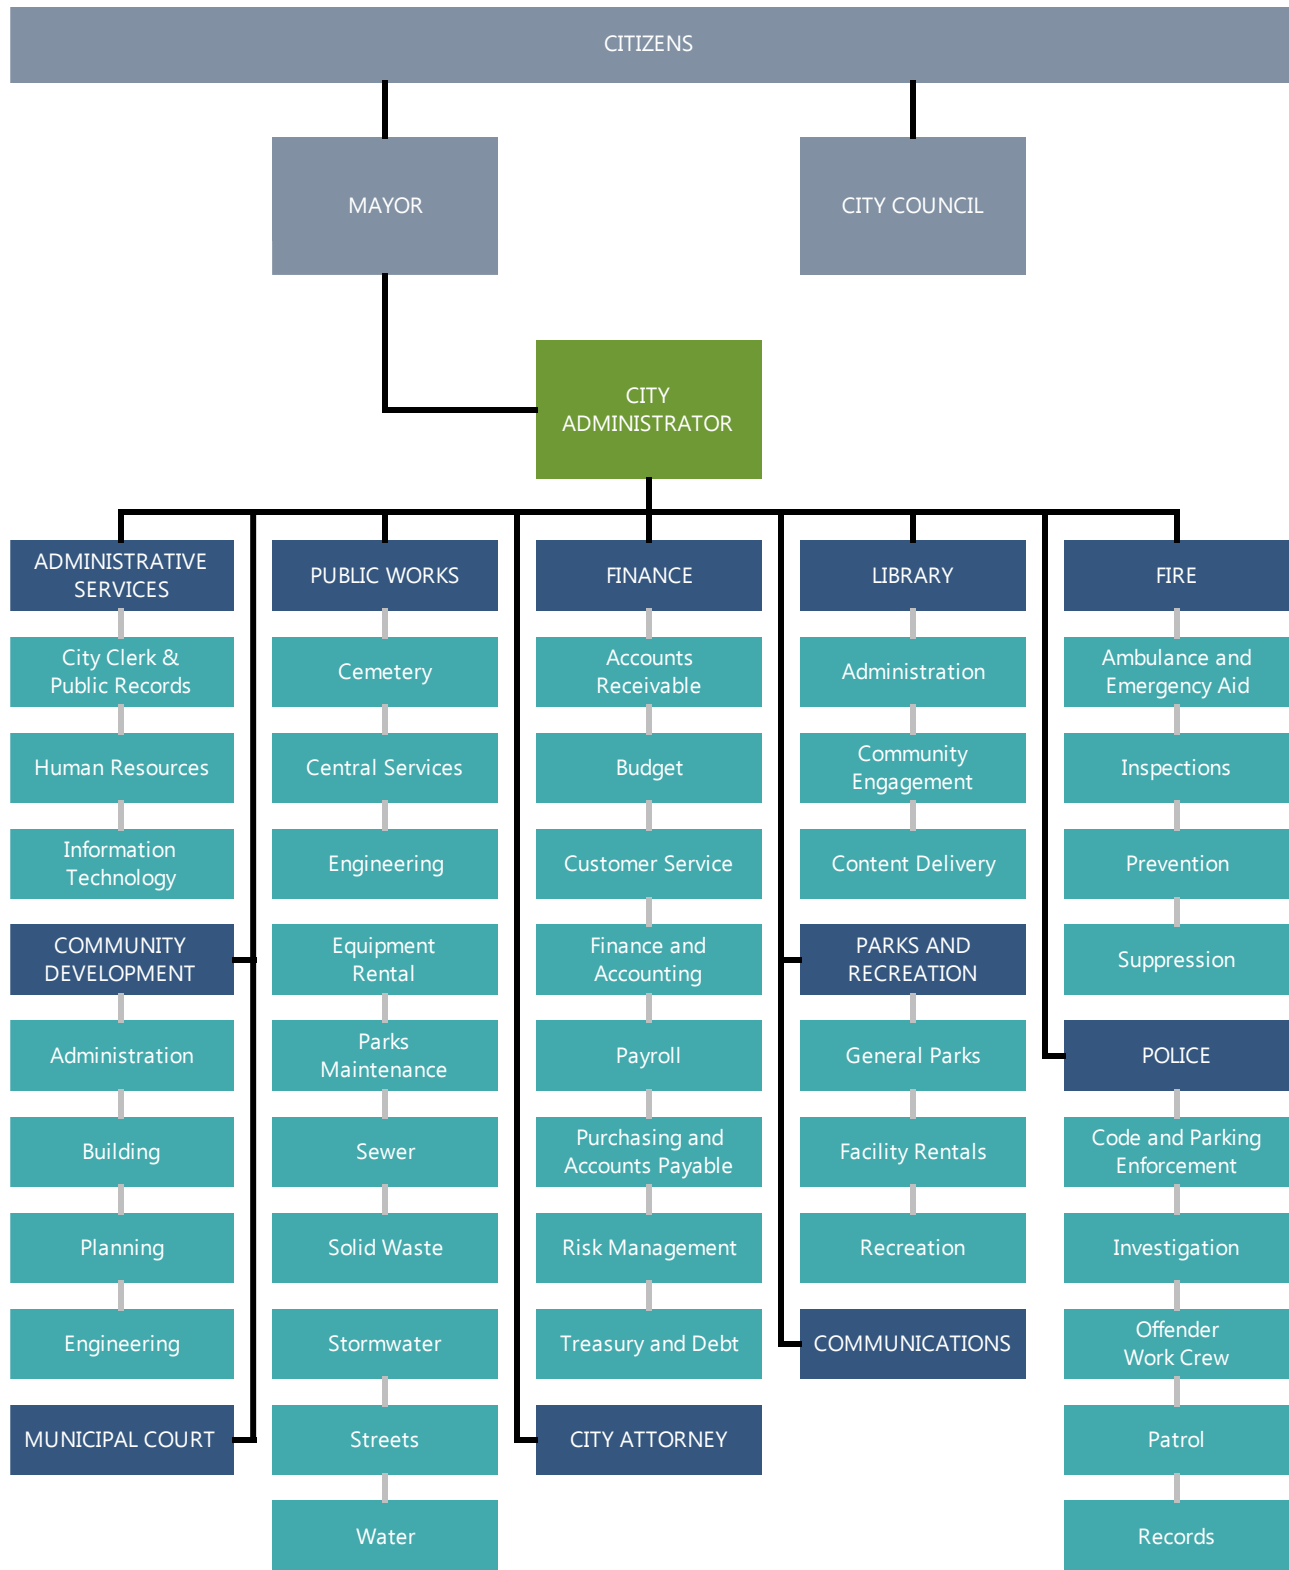 CITIZENS
MAYOR
CITY COUNCIL
CITY
ADMINISTRATOR
ADMINISTRATIVE
SERVICES
City Clerk &
Public Records
Human Resources
Information
Technology
COMMUNITY
DEVELOPMENT
Administration
Building
Planning
Engineering
MUNICIPAL COURT
PUBLIC WORKS
Cemetery
Central Services
Engineering
Equipment
Rental
Parks
Maintenance
Sewer
Solid Waste
Stormwater
Streets
Water
FINANCE
Accounts
Receivable
Budget
Customer Service
Finance and
Accounting
Payroll
Purchasing and
Accounts Payable
Risk Management
Treasury and Debt
CITY ATTORNEY
LIBRARY
Administration
Community
Engagement
Content Delivery
PARKS AND
RECREATION
General Parks
Facility Rentals
Recreation
COMMUNICATIONS
FIRE
Ambulance and
Emergency Aid
Inspections
Prevention
Suppression
POLICE
Code and Parking
Enforcement
Investigation
Offender
Work Crew
Patrol
Records